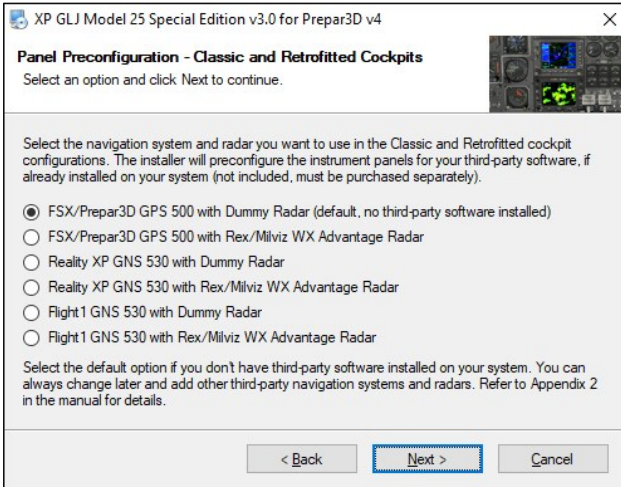 XP GLJ Model 25 Special Edition v3.0 for Prepar3D v4
Panel Preconfiguration - Classic and Retrofitted Cockpits
Select an option and click Next to continue.
Select the navigation system and radar you want to use in the Classic and Retrofitted cockpit
configurations. The installer will preconfigure the instrument panels for your third-party software, if
already installed on your system (not included, must be purchased separately).
FSX/Prepar3D GPS 500 with Dummy Radar (default, no third-party software installed)
FSX/Prepar3D GPS 500 with Rex/Milviz WX Advantage Radar
Reality XP GNS 530 with Dummy Radar
Reality XP GNS 530 with Rex/Milviz WX Advantage Radar
Flight1 GNS 530 with Dummy Radar
Flight1 GNS 530 with Rex/Milviz WX Advantage Radar
Select the default option if you don't have third-party software installed on your system. You can
always change later and add other third-party navigation systems and radars. Refer to Appendix 2
in the manual for details.
< Back Next > Cancel